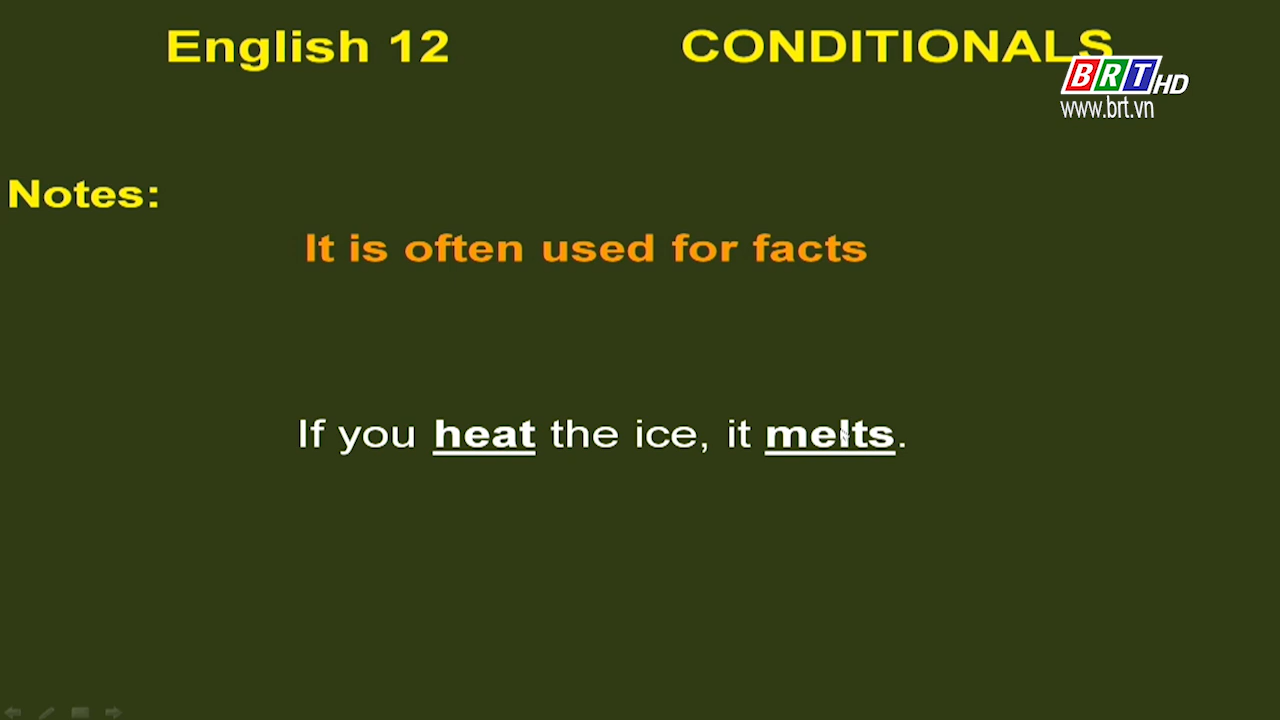 English 12 CONDITIONALS
BRT HD
www.brt.vn
Notes:
It is often used for facts
If you heat the ice, it melts.